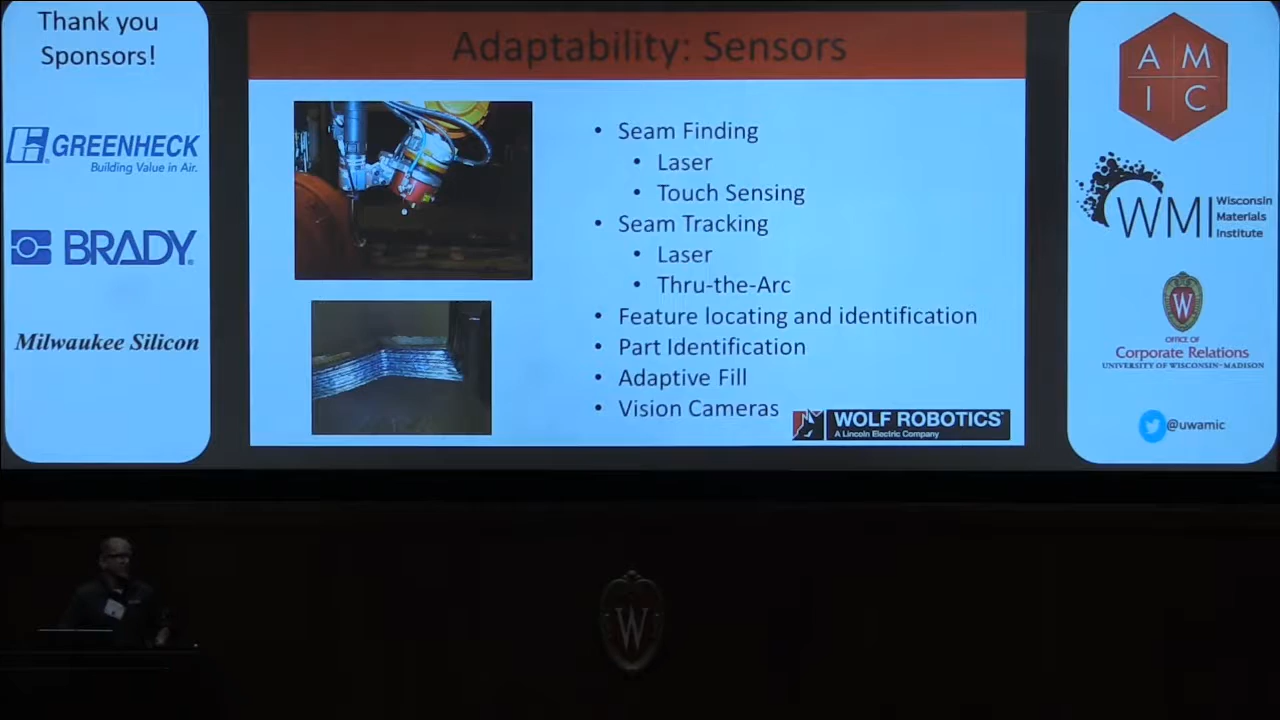 Thank you
Sponsors!
GREENHECK
Building Value in Air.
BRADY
Milwaukee Silicon
Adaptability: Sensors
• Seam Finding
• Laser
• Touch Sensing
• Seam Tracking
• Laser
• Thru-the-Arc
• Feature locating and identification
• Part Identification
• Adaptive Fill
• Vision Cameras
WOLF ROBOTICS
A Lincoln Electric Company
A M
I C
WMI
Wisconsin
Materials
Institute
W
OFFICE OF
Corporate Relations
UNIVERSITY OF WISCONSIN-MADISON
@uwamic
W